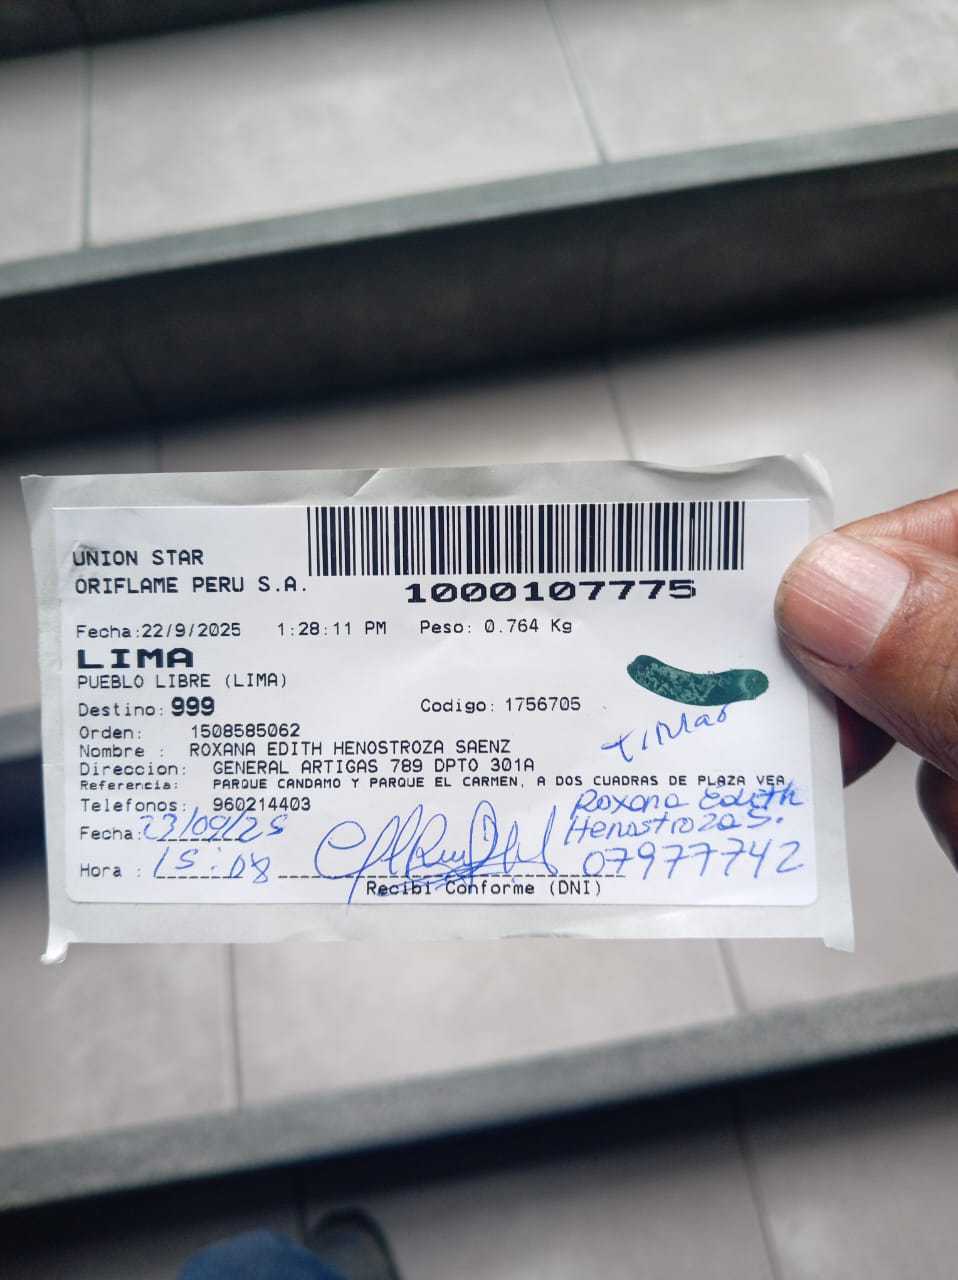 UNION STAR
ORIFLAME PERU S.A.
1000107775
Fecha:22/9/2025 1:28:11 PM Peso: 0.764 Kg
LIMA
PUEBLO LIBRE (LIMA)
Destino: 999 Codigo: 1756705
Orden: 1508585062
Nombre : ROXANA EDITH HENOSTROZA SAENZ
Direccion: GENERAL ARTIGAS 789 DPTO 301A
Referencia: PARQUE CANDAMO Y PARQUE EL CARMEN, A DOS CUADRAS DE PLAZA VEA
Telefonos: 960214403
Roxana Edith
Fecha: 23/09/25 Henostroza S.
Hora : 15:08 07977742
Recibi Conforme (DNI)